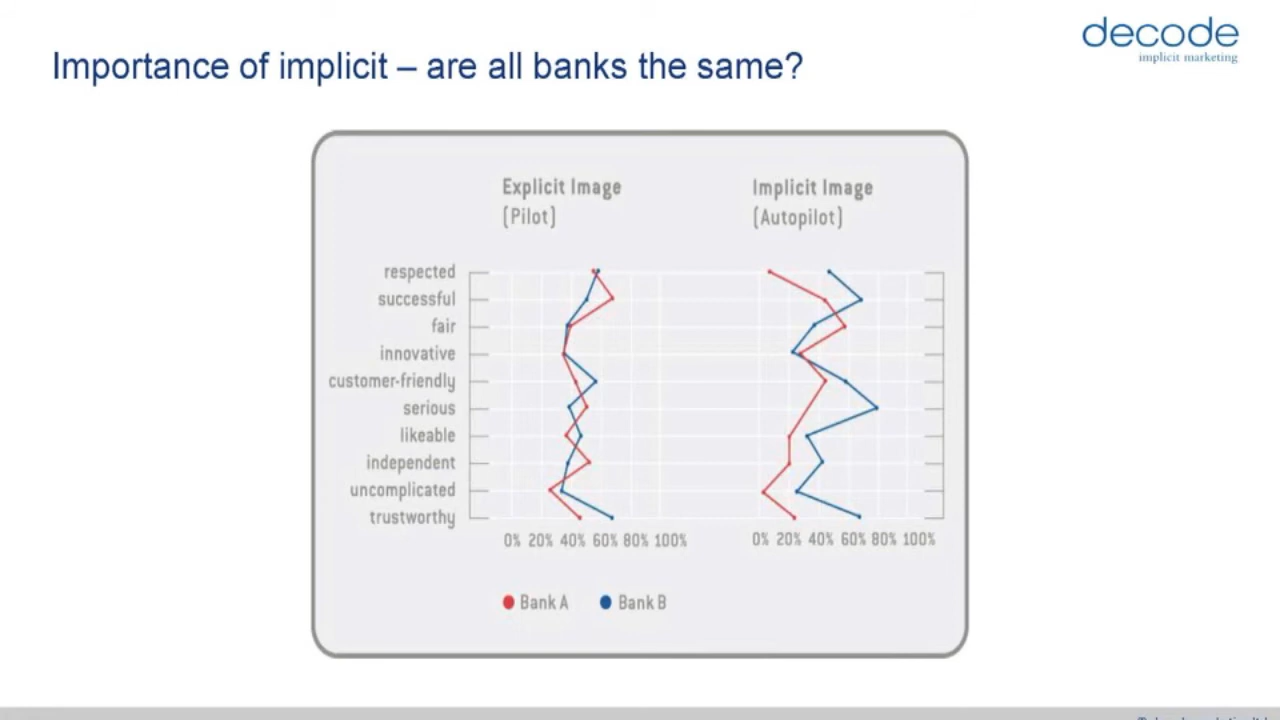 decode
implicit marketing
Importance of implicit – are all banks the same?
Explicit Image
(Pilot)
Implicit Image
(Autopilot)
respected
successful
fair
innovative
customer-friendly
serious
likeable
independent
uncomplicated
trustworthy
0% 20% 40% 60% 80% 100%
0% 20% 40% 60% 80% 100%
Bank A
Bank B